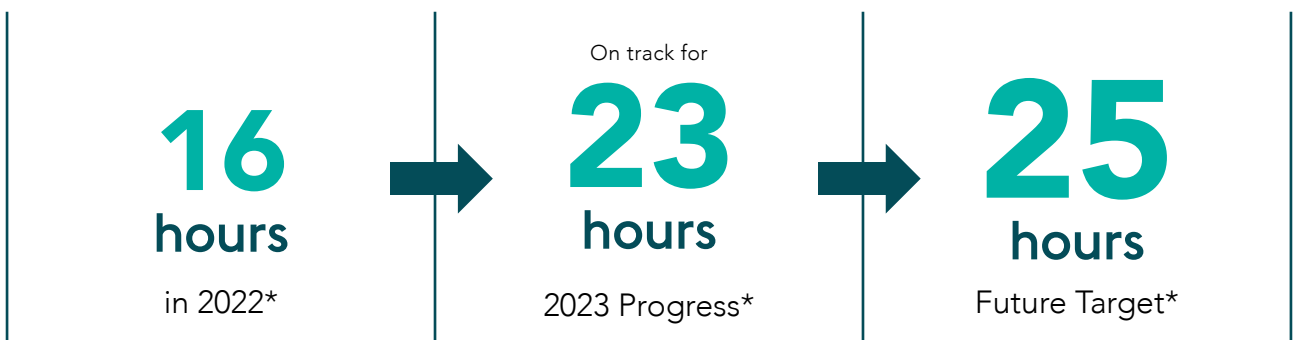 16
hours
in 2022*
On track for
23
hours
2023 Progress*
25
hours
Future Target*